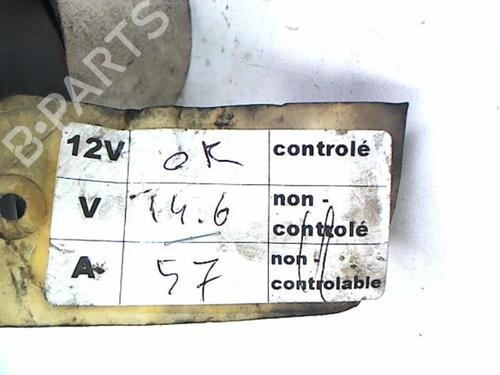 B-PARTS
12V OK controlé
V 14.6 non - controlé
A 57 non - controlable